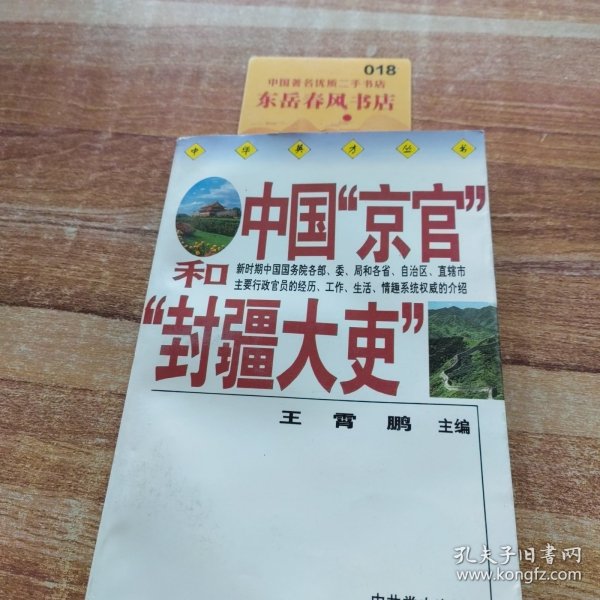 018
中国著名优质二手书店
东岳春风书店
中华英才丛书
中国“京官”
和
新时期中国国务院各部、委、局和各省、自治区、直辖市
主要行政官员的经历、工作、生活、情趣系统权威的介绍
“封疆大吏”
王霄鹏 主编
中共党
孔夫子旧书网
www.kongfz.com